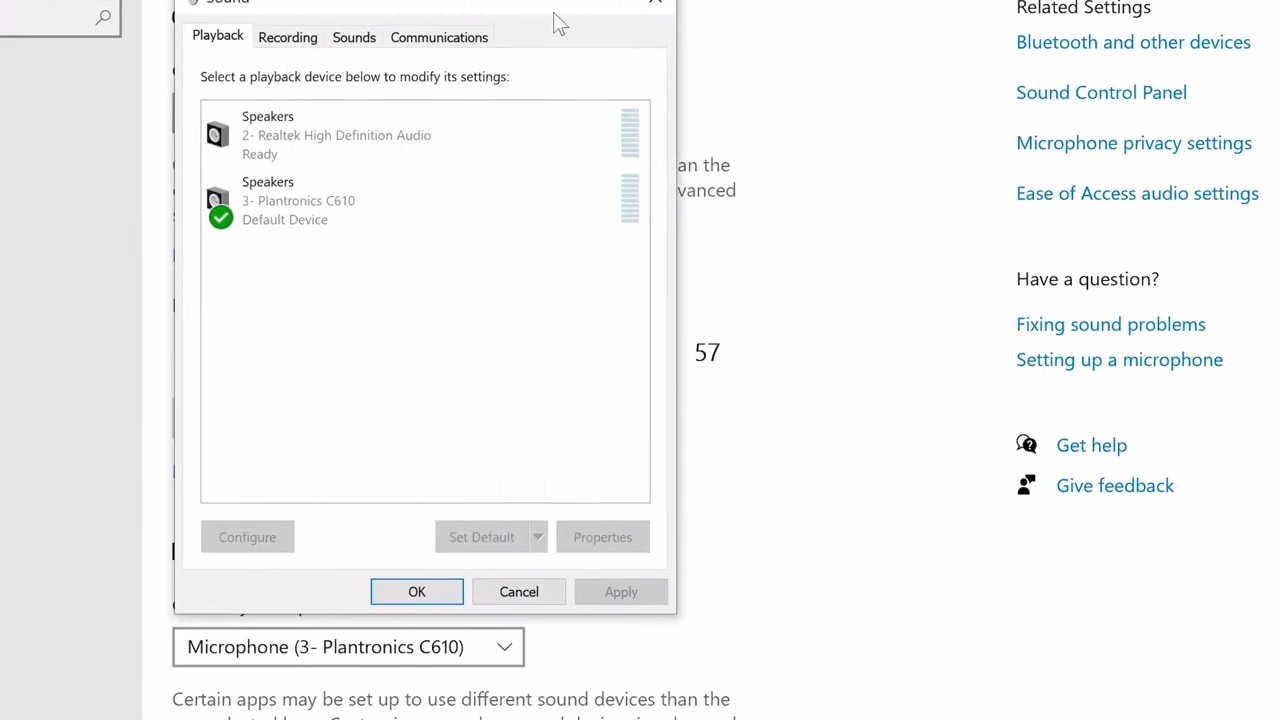 Sound
Playback
Recording
Sounds
Communications
Select a playback device below to modify its settings:
Speakers
2- Realtek High Definition Audio
Ready
Speakers
3- Plantronics C610
Default Device
Configure
Set Default
Properties
OK
Cancel
Apply
an the
vanced
57
Microphone (3- Plantronics C610)
Certain apps may be set up to use different sound devices than the
Related Settings
Bluetooth and other devices
Sound Control Panel
Microphone privacy settings
Ease of Access audio settings
Have a question?
Fixing sound problems
Setting up a microphone
Get help
Give feedback